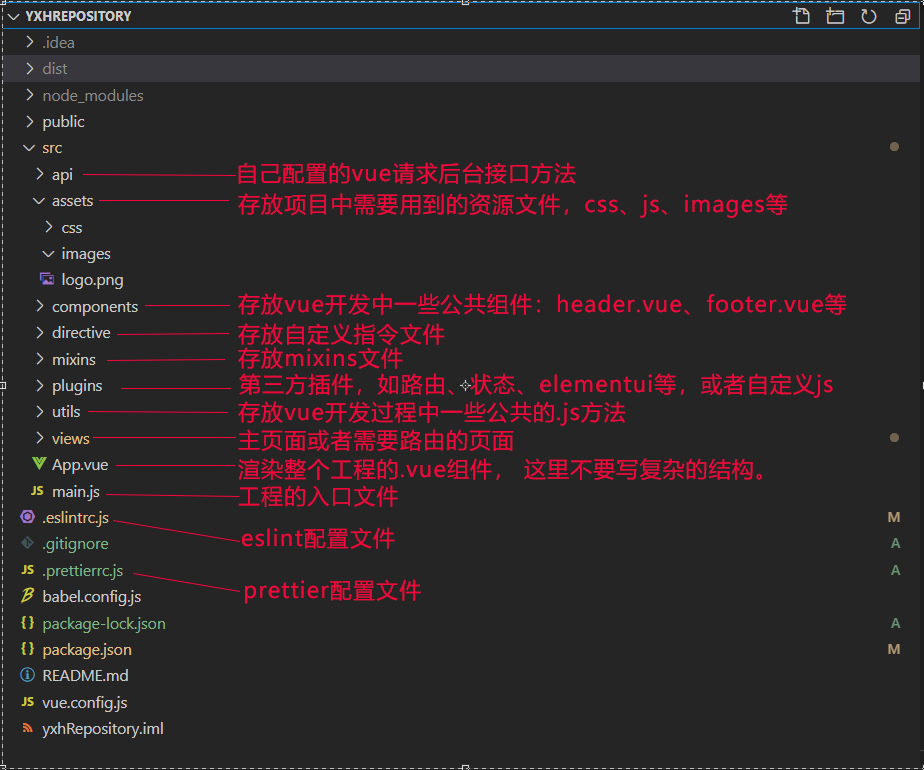 YXHREPOSITORY
.idea
dist
node_modules
public
src
api 自己配置的vue请求后台接口方法
assets 存放项目中需要用到的资源文件，css、js、images等
css
images
logo.png
components 存放vue开发中一些公共组件：header.vue、footer.vue等
directive 存放自定义指令文件
mixins 存放mixins文件
plugins 第三方插件，如路由、状态、elementui等，或者自定义js
utils 存放vue开发过程中一些公共的.js方法
views 主页面或者需要路由的页面
App.vue 渲染整个工程的.vue组件， 这里不要写复杂的结构。
JS main.js 工程的入口文件
.eslintrc.js M
eslint配置文件
.gitignore A
JS .prettierrc.js A
prettier配置文件
babel.config.js
{} package-lock.json A
{} package.json M
README.md
JS vue.config.js
yxhRepository.iml